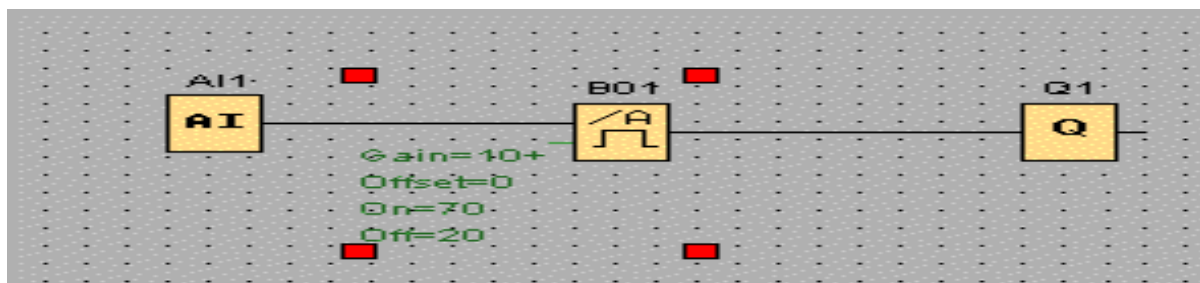 AI1
B01
Q1
AI
A
Q
Gain=10+
Offset=0
On=70
Off=20